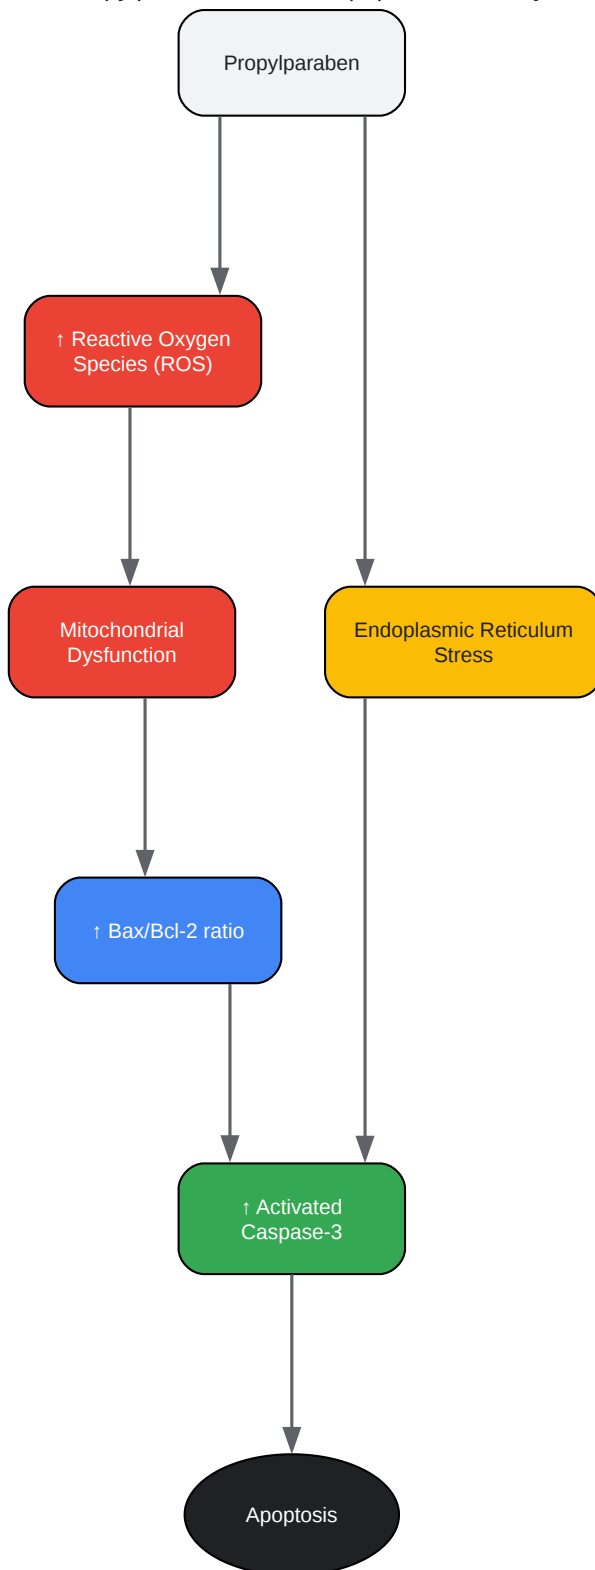 Propylparaben
↑ Reactive Oxygen
Species (ROS)
Mitochondrial
Dysfunction
Endoplasmic Reticulum
Stress
↑ Bax/Bcl-2 ratio
↑ Activated
Caspase-3
Apoptosis